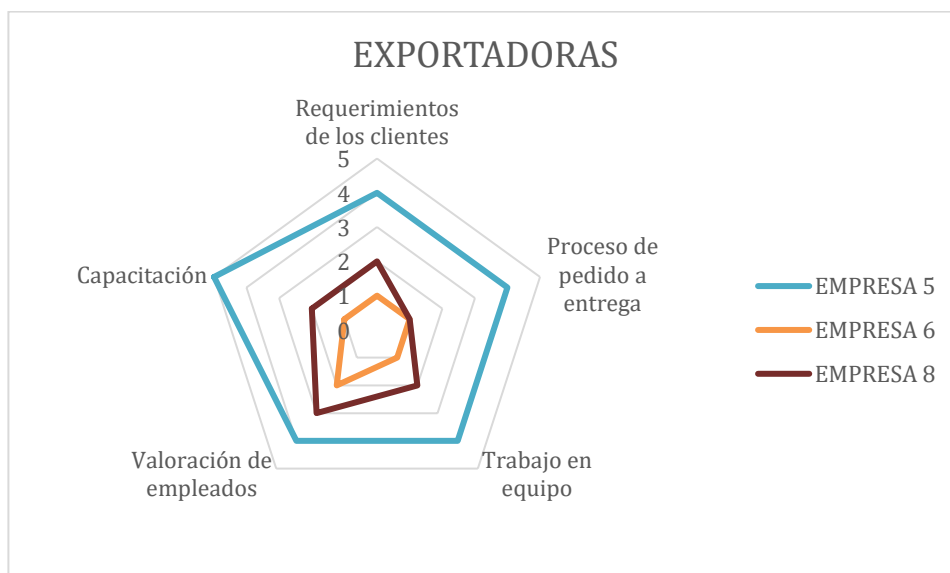 EXPORTADORAS
Requerimientos
de los clientes
5
4
3
2
1
0
Proceso de
pedido a
entrega
Trabajo en
equipo
Valoración de
empleados
Capacitación
EMPRESA 5
EMPRESA 6
EMPRESA 8